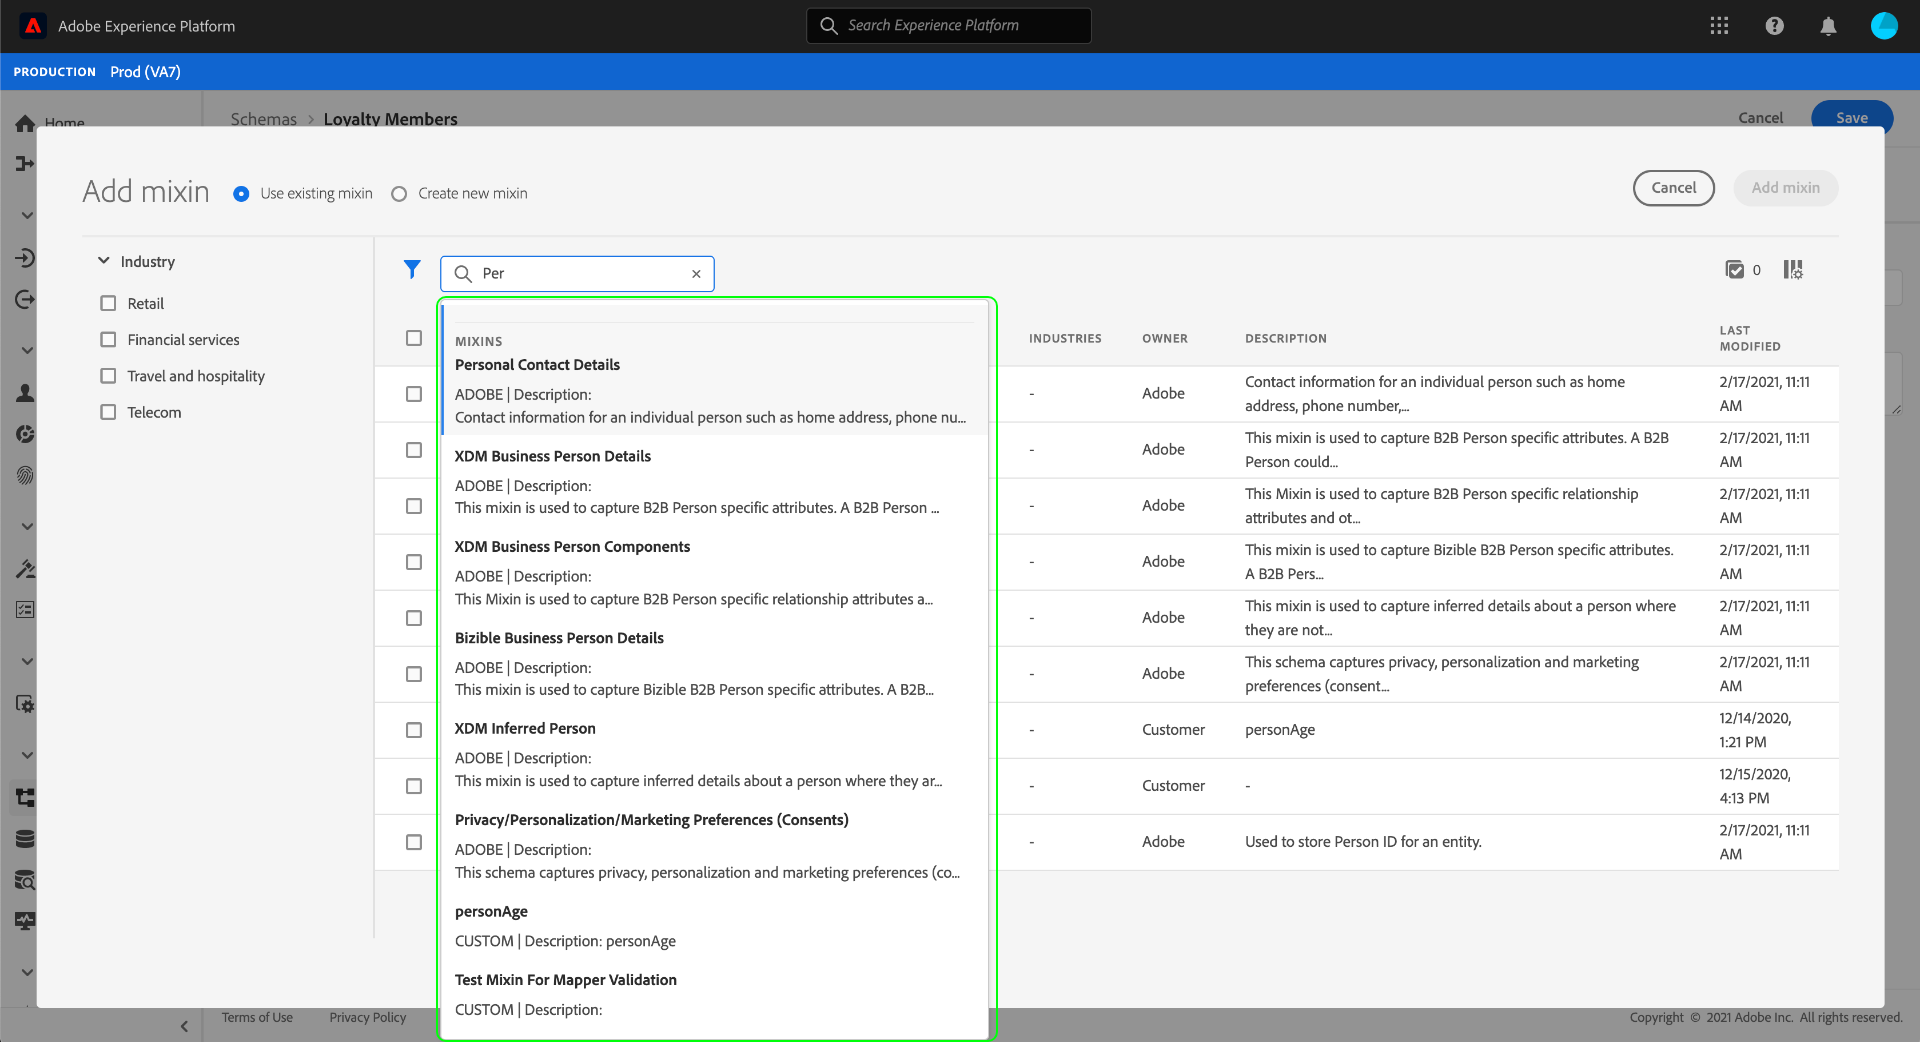 Adobe Experience Platform
Search Experience Platform
PRODUCTION Prod (VA7)
Home
Schemas > Loyalty Members
Cancel
Save
Add mixin
Use existing mixin
Create new mixin
Cancel
Add mixin
Industry
Retail
Financial services
Travel and hospitality
Telecom
Per
0
MIXINS
Personal Contact Details
ADOBE | Description:
Contact information for an individual person such as home address, phone nu...
XDM Business Person Details
ADOBE | Description:
This mixin is used to capture B2B Person specific attributes. A B2B Person ...
XDM Business Person Components
ADOBE | Description:
This Mixin is used to capture B2B Person specific relationship attributes a...
Bizible Business Person Details
ADOBE | Description:
This mixin is used to capture Bizible B2B Person specific attributes. A B2B...
XDM Inferred Person
ADOBE | Description:
This mixin is used to capture inferred details about a person where they ar...
Privacy/Personalization/Marketing Preferences (Consents)
ADOBE | Description:
This schema captures privacy, personalization and marketing preferences (co...
personAge
CUSTOM | Description: personAge
Test Mixin For Mapper Validation
CUSTOM | Description:
INDUSTRIES OWNER DESCRIPTION LAST
MODIFIED
- Adobe Contact information for an individual person such as home 2/17/2021, 11:11
address, phone number,... AM
- Adobe This mixin is used to capture B2B Person specific attributes. A B2B 2/17/2021, 11:11
Person could... AM
- Adobe This Mixin is used to capture B2B Person specific relationship 2/17/2021, 11:11
attributes and ot... AM
- Adobe This mixin is used to capture Bizible B2B Person specific attributes. 2/17/2021, 11:11
A B2B Pers... AM
- Adobe This mixin is used to capture inferred details about a person where 2/17/2021, 11:11
they are not... AM
- Adobe This schema captures privacy, personalization and marketing 2/17/2021, 11:11
preferences (consent... AM
- Customer personAge 12/14/2020,
1:21 PM
- Customer - 12/15/2020,
4:13 PM
- Adobe Used to store Person ID for an entity. 2/17/2021, 11:11
AM
Terms of Use
Privacy Policy
Copyright © 2021 Adobe Inc. All rights reserved.